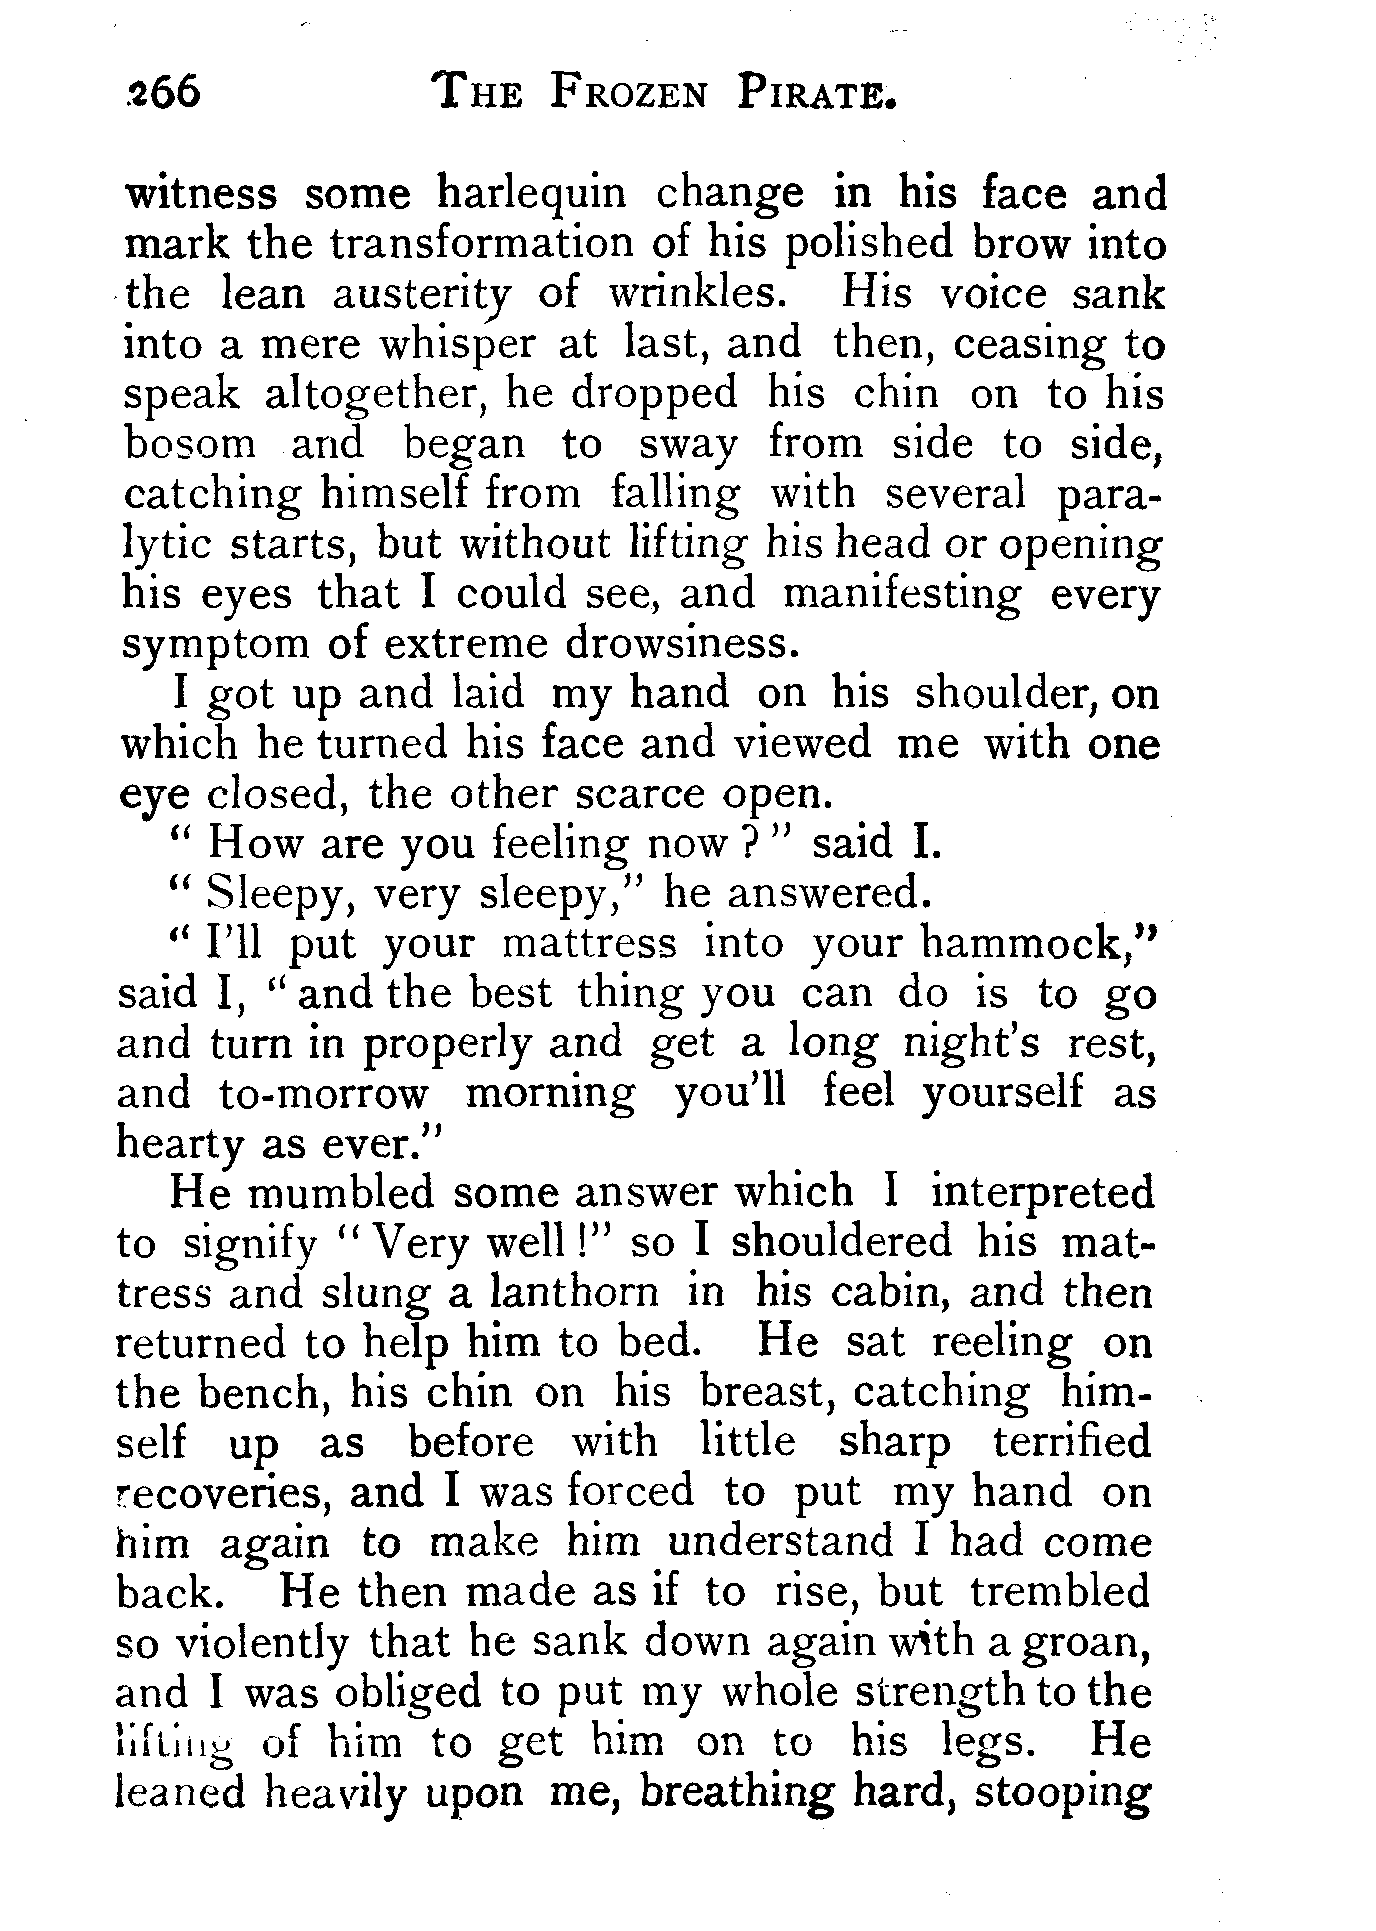 266 THE FROZEN PIRATE.
witness some harlequin change in his face and
mark the transformation of his polished brow into
the lean austerity of wrinkles. His voice sank
into a mere whisper at last, and then, ceasing to
speak altogether, he dropped his chin on to his
bosom and began to sway from side to side,
catching himself from falling with several para-
lytic starts, but without lifting his head or opening
his eyes that I could see, and manifesting every
symptom of extreme drowsiness.
I got up and laid my hand on his shoulder, on
which he turned his face and viewed me with one
eye closed, the other scarce open.
“ How are you feeling now ? ” said I.
“ Sleepy, very sleepy,” he answered.
“ I’ll put your mattress into your hammock,”
said I, “ and the best thing you can do is to go
and turn in properly and get a long night’s rest,
and to-morrow morning you’ll feel yourself as
hearty as ever.”
He mumbled some answer which I interpreted
to signify “ Very well !” so I shouldered his mat-
tress and slung a lanthorn in his cabin, and then
returned to help him to bed. He sat reeling on
the bench, his chin on his breast, catching him-
self up as before with little sharp terrified
recoveries, and I was forced to put my hand on
him again to make him understand I had come
back. He then made as if to rise, but trembled
so violently that he sank down again with a groan,
and I was obliged to put my whole strength to the
lifting of him to get him on to his legs. He
leaned heavily upon me, breathing hard, stooping